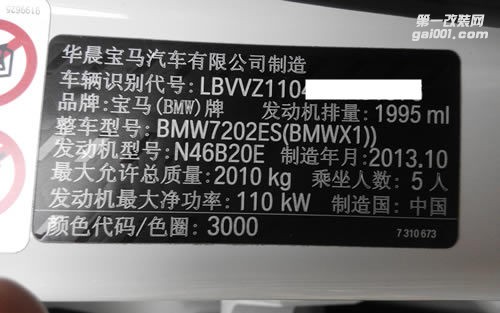 第一改装网
gai001.com
华晨宝马汽车有限公司制造
车辆识别代号: LBVVZ1104
品牌:宝马(BMW)牌 发动机排量: 1995 ml
整车型号: BMW7202ES(BMWX1))
发动机型号: N46B20E 制造年月: 2013.10
最大允许总质量: 2010 kg 乘坐人数: 5 人
发动机最大净功率: 110 kW 制造国: 中国
颜色代码/色圈: 3000
7 310 673